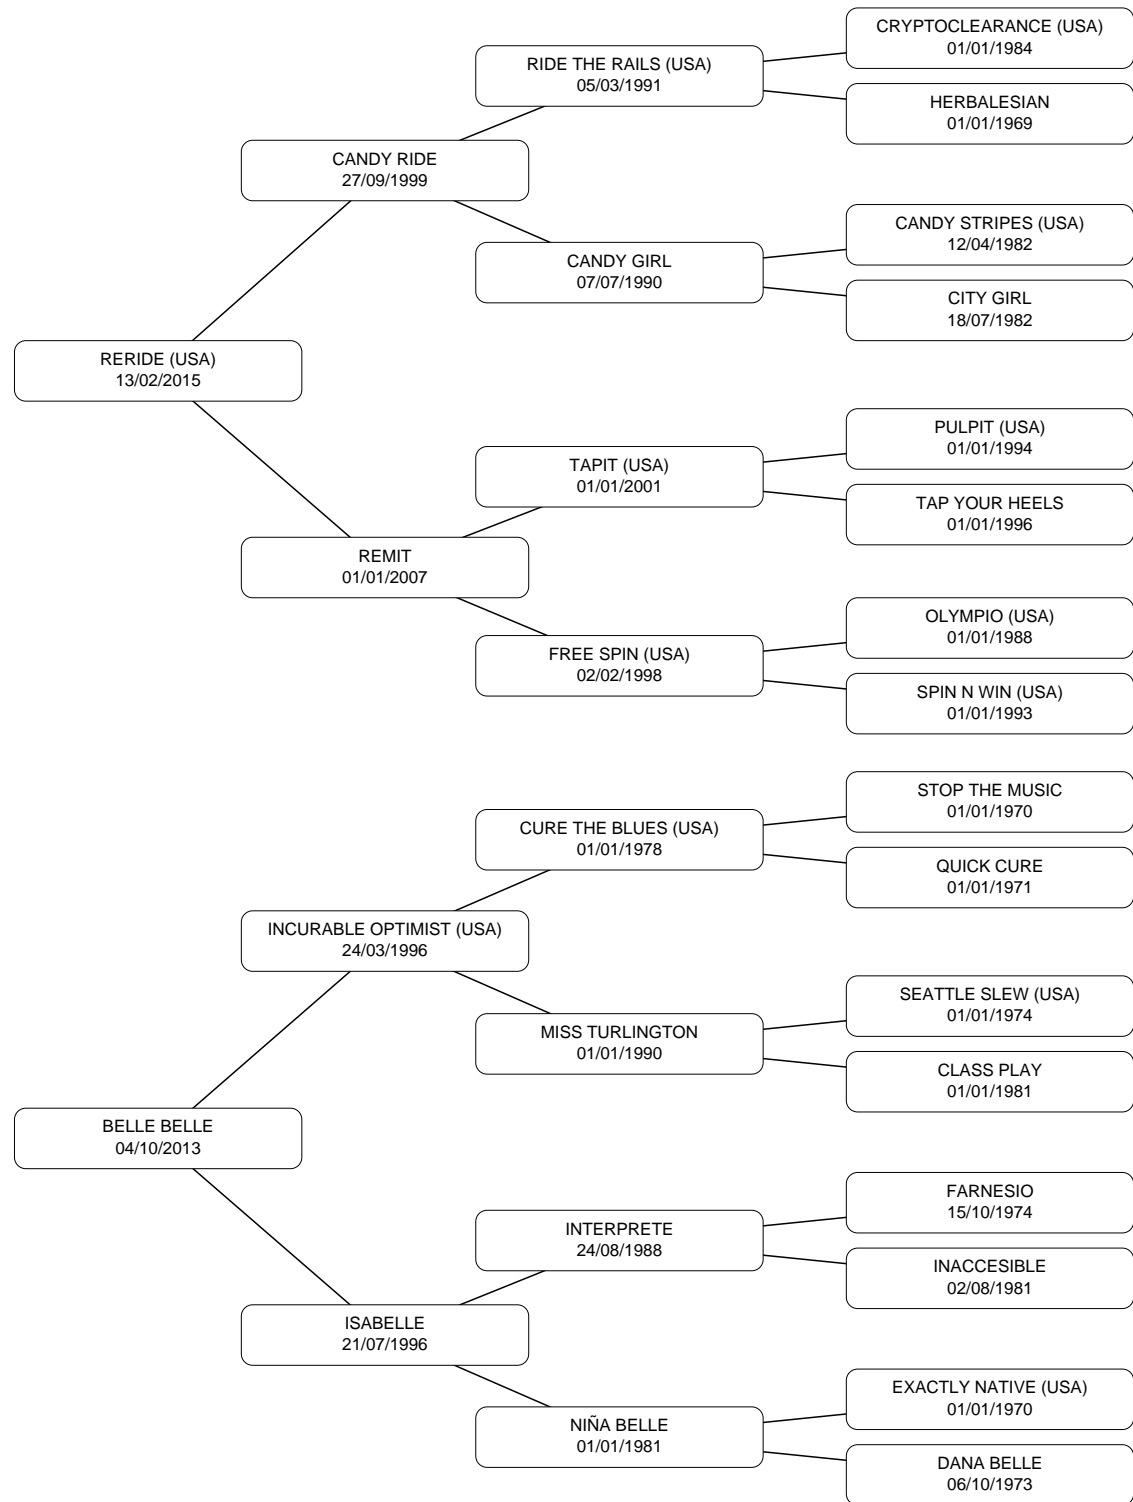 CRYPTOCLEARANCE (USA)
01/01/1984
RIDE THE RAILS (USA)
05/03/1991
HERBALESIAN
01/01/1969
CANDY RIDE
27/09/1999
CANDY STRIPES (USA)
12/04/1982
CANDY GIRL
07/07/1990
CITY GIRL
18/07/1982
RERIDE (USA)
13/02/2015
PULPIT (USA)
01/01/1994
TAPIT (USA)
01/01/2001
TAP YOUR HEELS
01/01/1996
REMIT
01/01/2007
OLYMPIO (USA)
01/01/1988
FREE SPIN (USA)
02/02/1998
SPIN N WIN (USA)
01/01/1993
STOP THE MUSIC
01/01/1970
CURE THE BLUES (USA)
01/01/1978
QUICK CURE
01/01/1971
INCURABLE OPTIMIST (USA)
24/03/1996
SEATTLE SLEW (USA)
01/01/1974
MISS TURLINGTON
01/01/1990
CLASS PLAY
01/01/1981
BELLE BELLE
04/10/2013
FARNESIO
15/10/1974
INTERPRETE
24/08/1988
INACCESIBLE
02/08/1981
ISABELLE
21/07/1996
EXACTLY NATIVE (USA)
01/01/1970
NIÑA BELLE
01/01/1981
DANA BELLE
06/10/1973